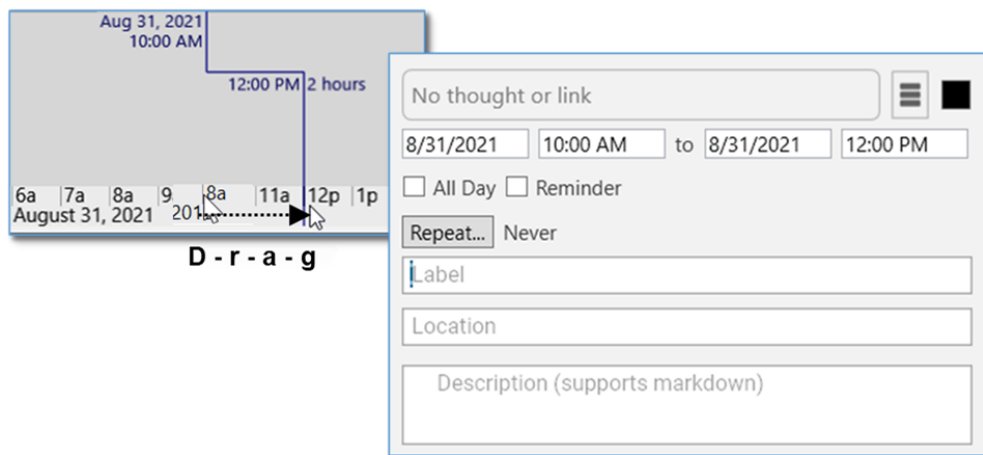 Aug 31, 2021
10:00 AM
12:00 PM 2 hours
6a 7a 8a 9 8a 11a 12p 1p
August 31, 2021 201
D - r - a - g
No thought or link
8/31/2021 10:00 AM to 8/31/2021 12:00 PM
All Day Reminder
Repeat... Never
Label
Location
Description (supports markdown)